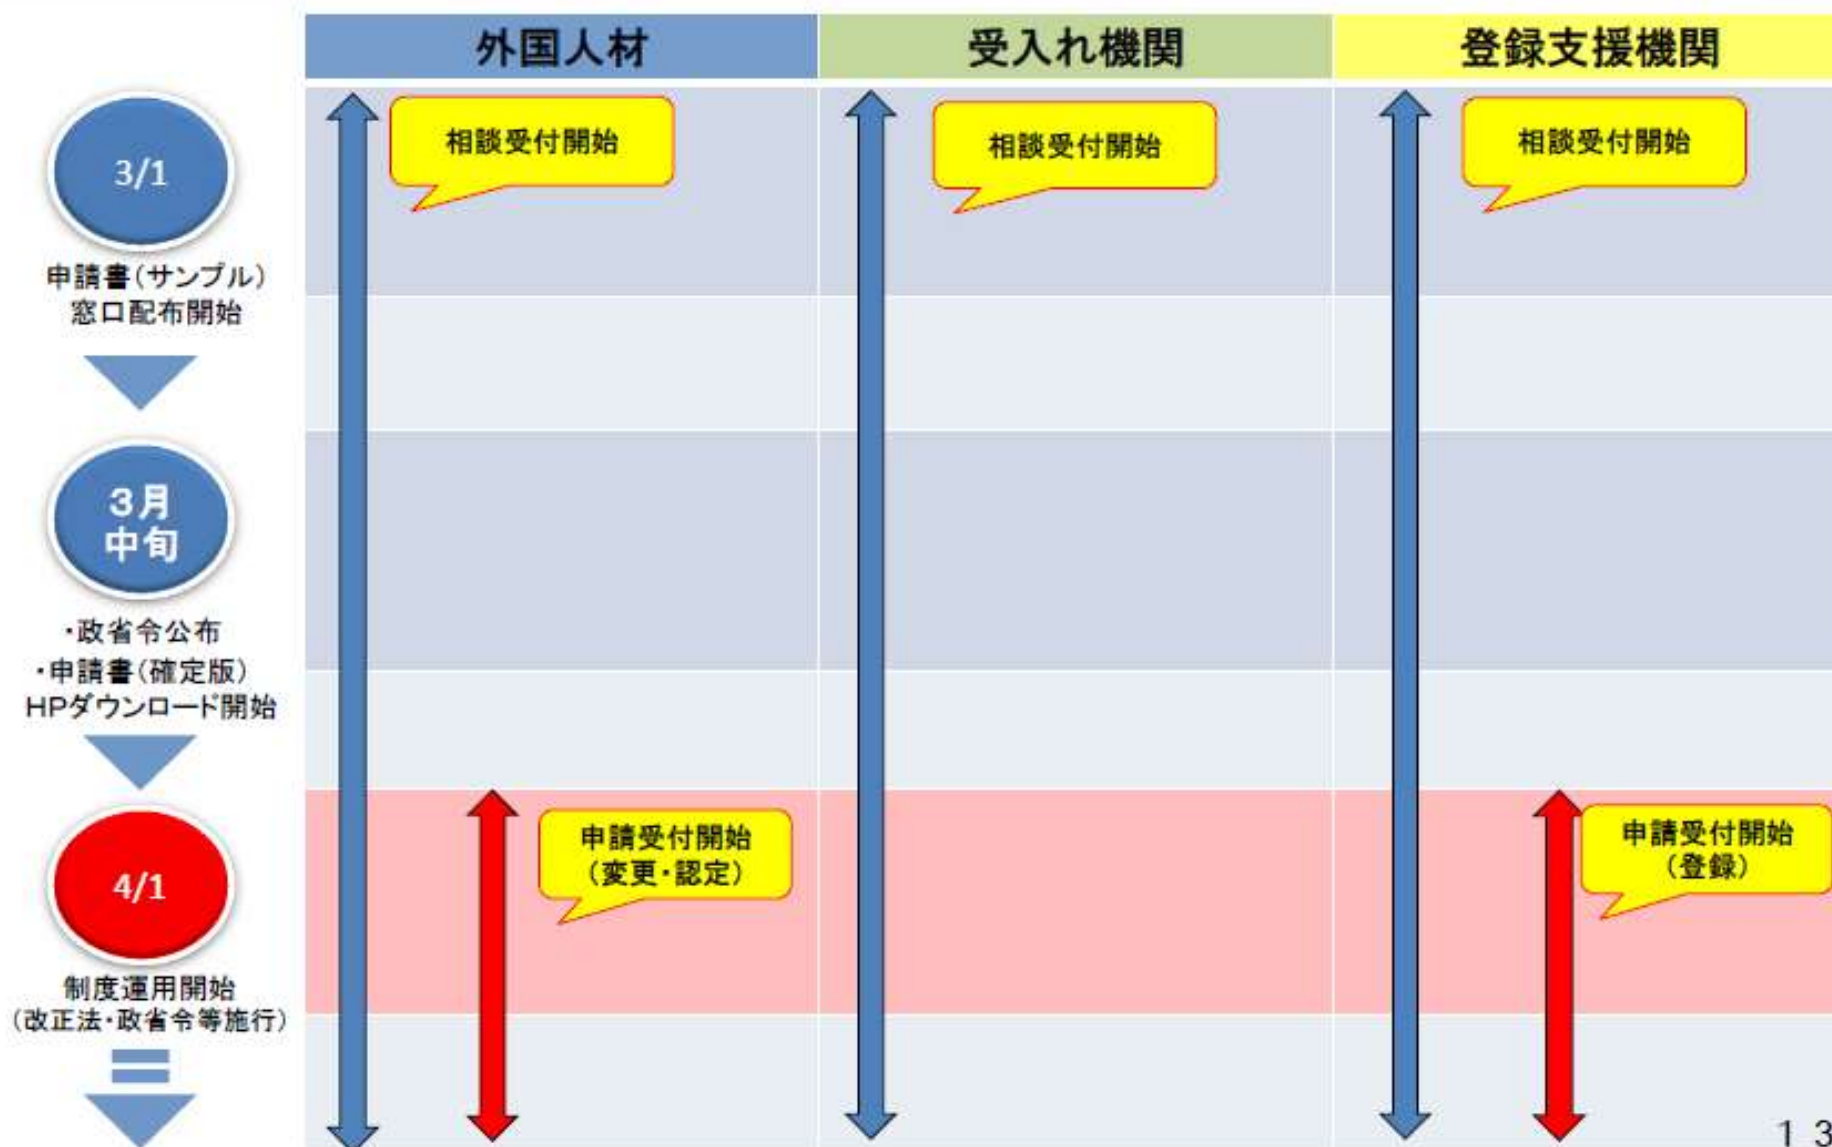 外国人材
受入れ機関
登録支援機関
3/1
申請書(サンプル)
窓口配布開始
相談受付開始
相談受付開始
相談受付開始
３月
中旬
・政省令公布
・申請書(確定版)
HPダウンロード開始
4/1
制度運用開始
(改正法・政省令等施行)
申請受付開始
(変更・認定)
申請受付開始
(登録)
１３